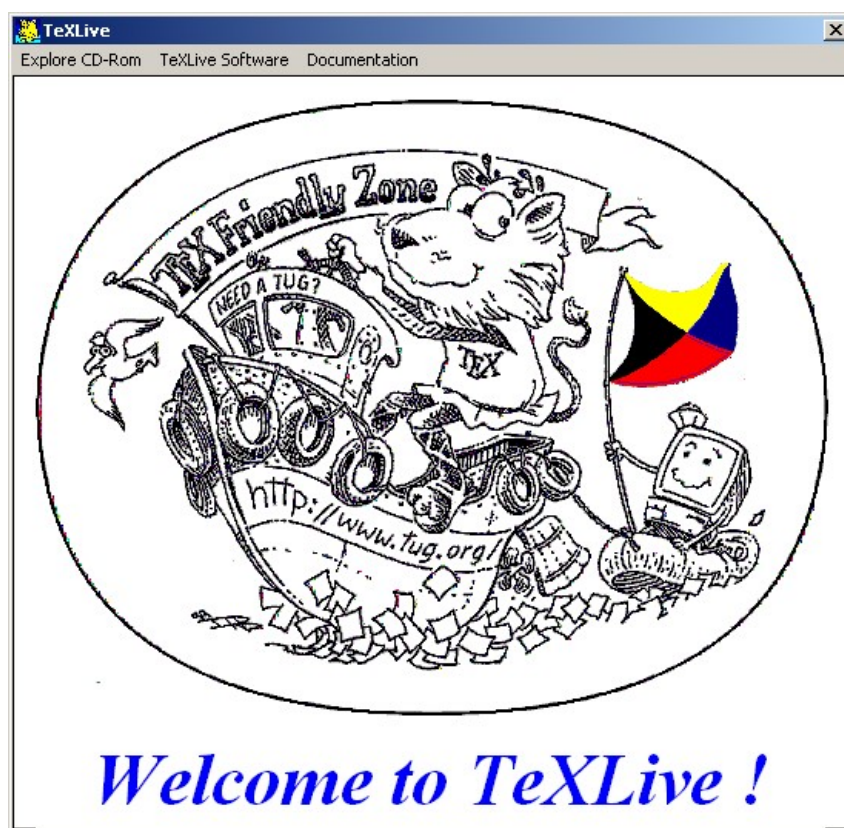 TeXLive
Explore CD-Rom TeXLive Software Documentation
TEX Friendly Zone
NEED A TUG?
TEX
http://www.tug.org/
Welcome to TeXLive !